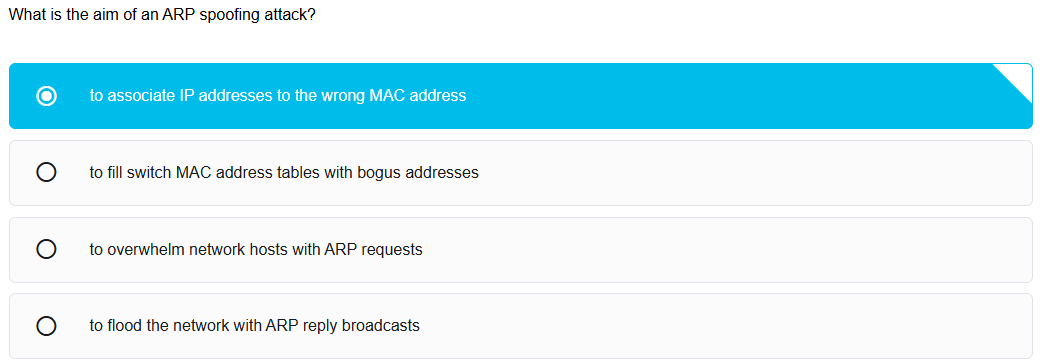 What is the aim of an ARP spoofing attack?
to associate IP addresses to the wrong MAC address
to fill switch MAC address tables with bogus addresses
to overwhelm network hosts with ARP requests
to flood the network with ARP reply broadcasts